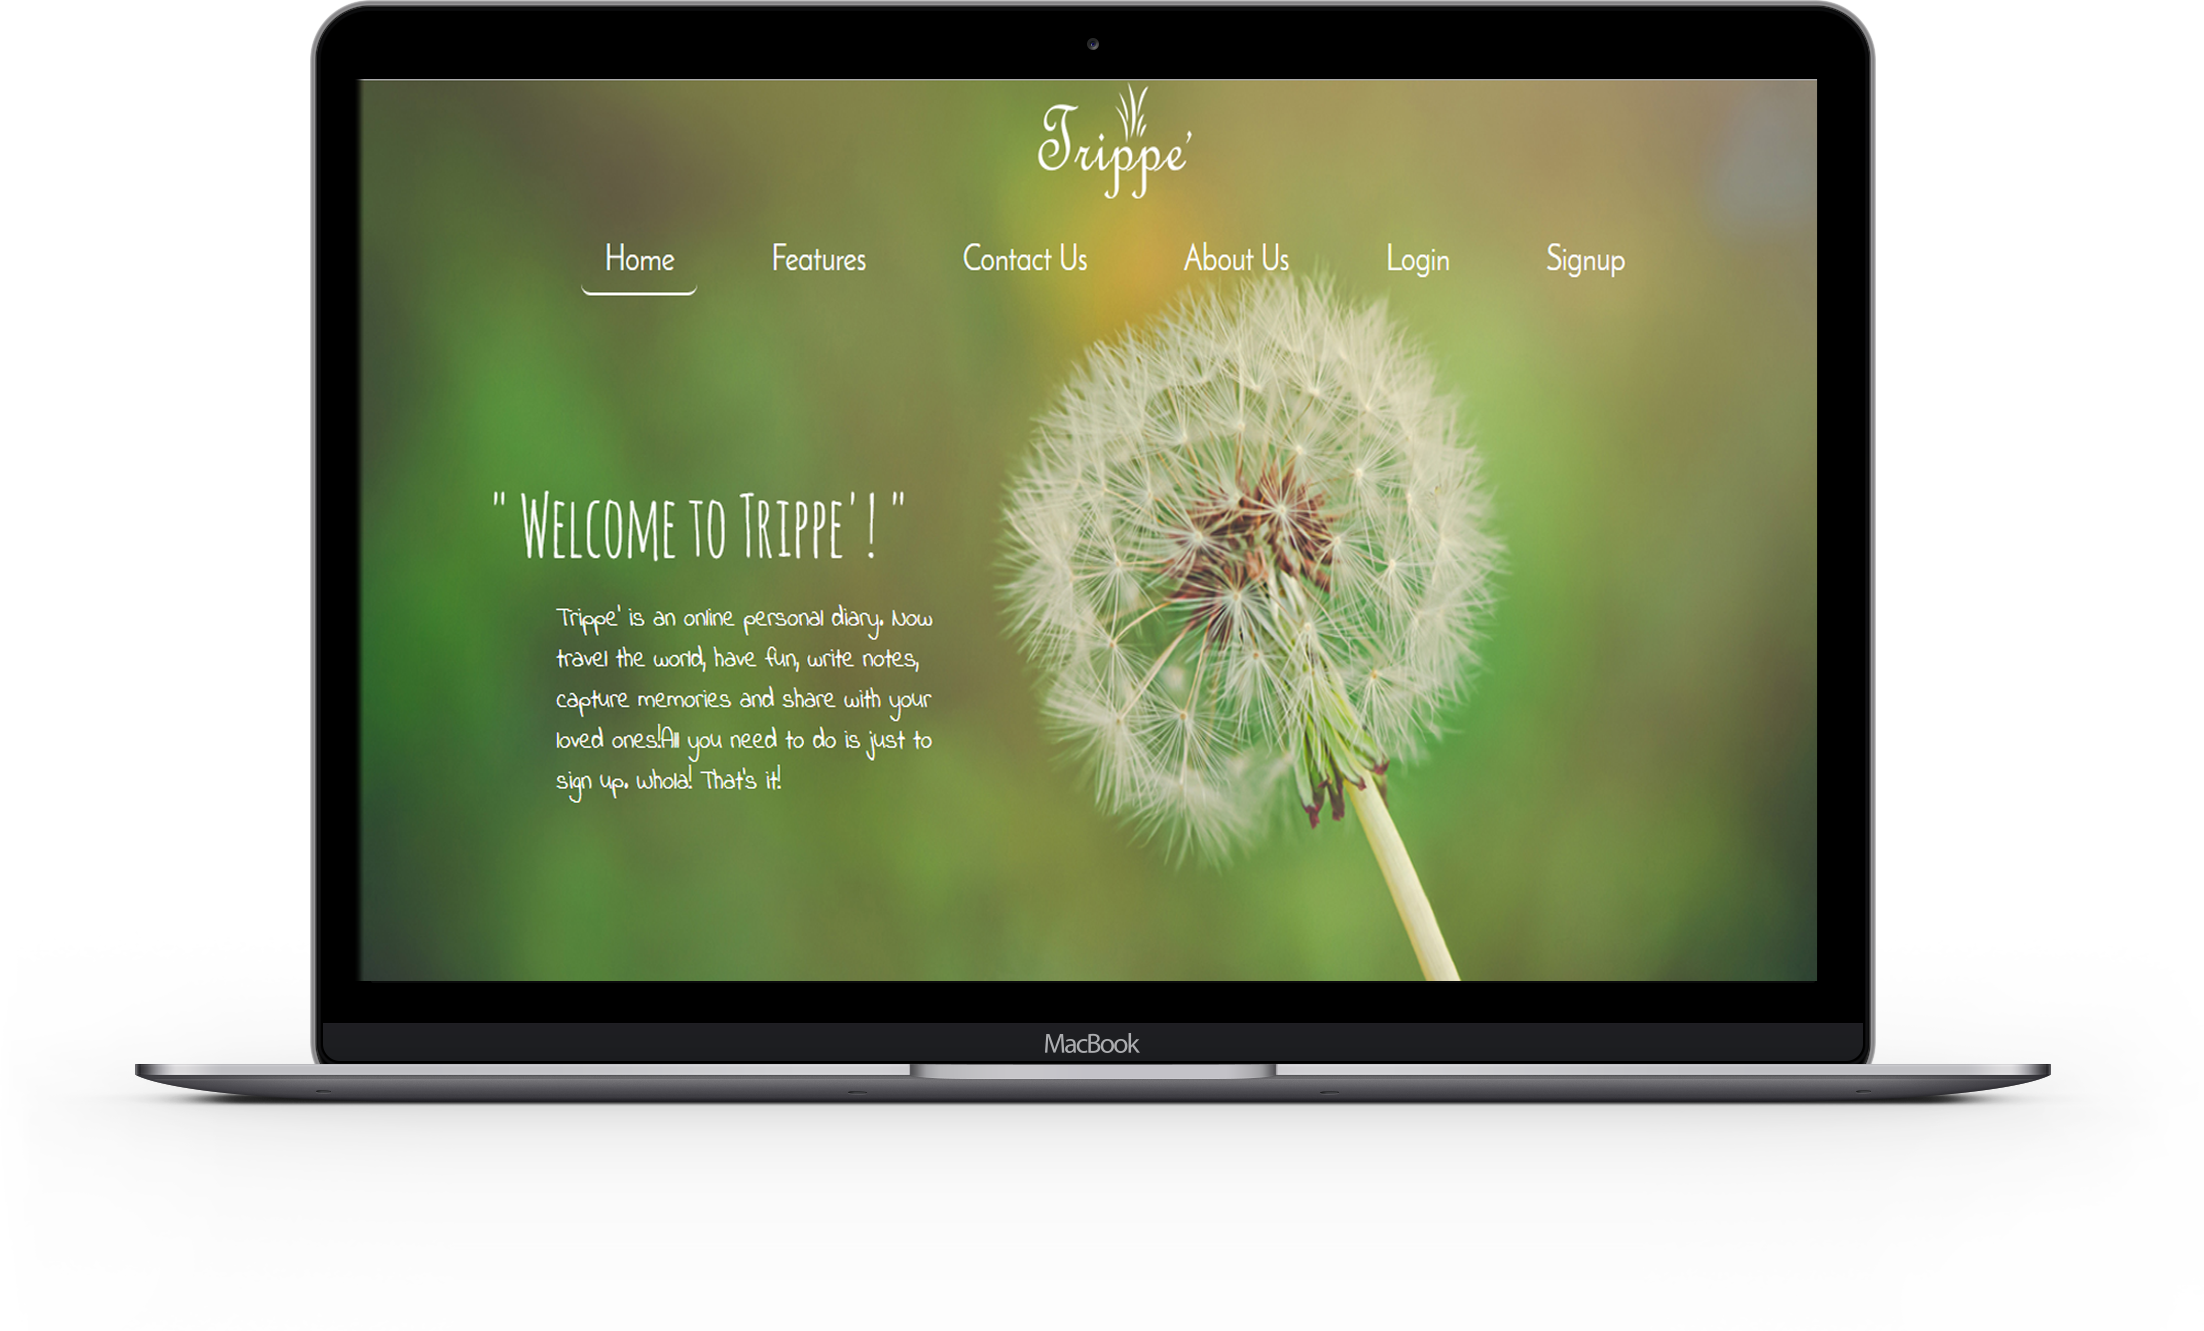 Trippe'
Home Features Contact Us About Us Login Signup
" Welcome to Trippe' ! "
Trippe' is an online personal diary. Now
travel the world, have fun, write notes,
capture memories and share with your
loved ones!All you need to do is just to
sign up. Whola! That's it!
MacBook